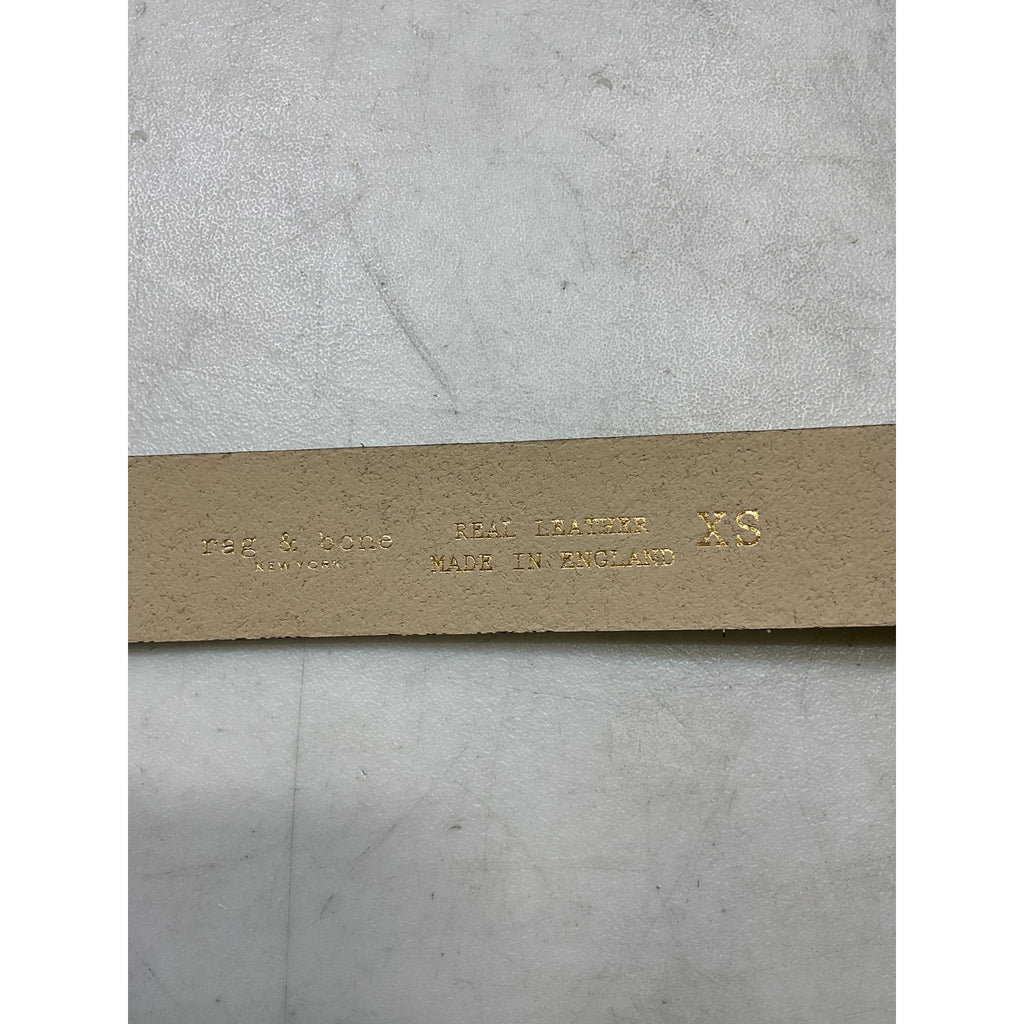 rag & bone
NEW YORK
REAL LEATHER
MADE IN ENGLAND
XS